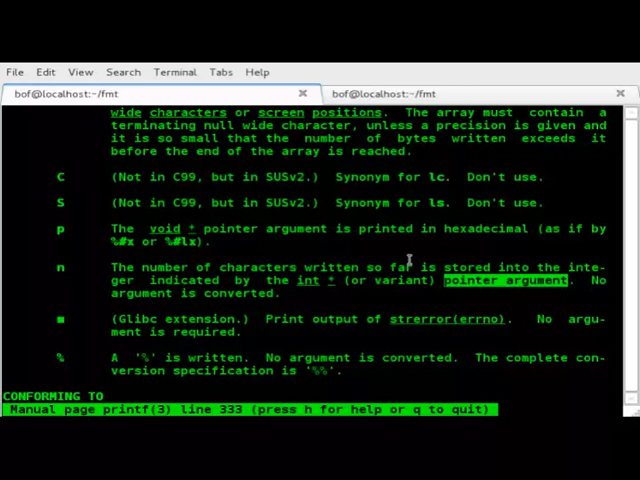 File Edit View Search Terminal Tabs Help
bof@localhost:~/fmt × bof@localhost:~/fmt ×
wide characters or screen positions. The array must contain a
terminating null wide character, unless a precision is given and
it is so small that the number of bytes written exceeds it
before the end of the array is reached.
C (Not in C99, but in SUSv2.) Synonym for lc. Don't use.
S (Not in C99, but in SUSv2.) Synonym for ls. Don't use.
p The void * pointer argument is printed in hexadecimal (as if by
%#x or %#lx).
n The number of characters written so far is stored into the inte-
ger indicated by the int * (or variant) pointer argument. No
argument is converted.
m (Glibc extension.) Print output of strerror(errno). No argu-
ment is required.
% A '%' is written. No argument is converted. The complete con-
version specification is '%%'.
CONFORMING TO
Manual page printf(3) line 333 (press h for help or q to quit)